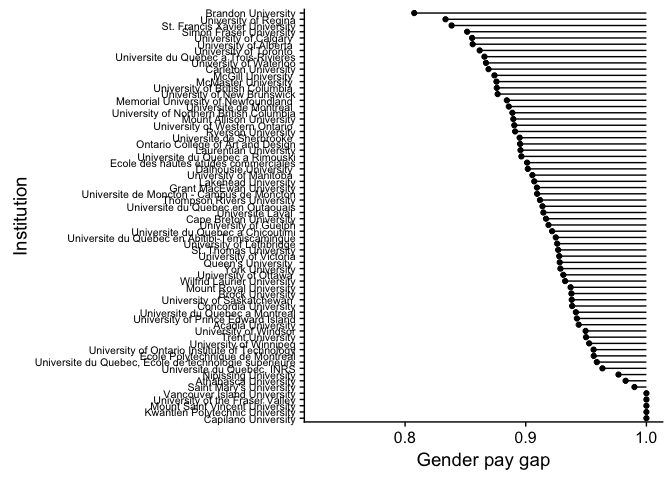 Brandon University
University of Regina
St. Francis Xavier University
Simon Fraser University
University of Calgary
University of Alberta
University of Toronto
Universite du Quebec a Trois-Rivieres
University of Waterloo
Carleton University
McGill University
McMaster University
University of British Columbia
University of New Brunswick
Memorial University of Newfoundland
Universite de Montreal
University of Northern British Columbia
Mount Allison University
University of Western Ontario
Ryerson University
Universite de Sherbrooke
Ontario College of Art and Design
Laurentian University
Universite du Quebec a Rimouski
Ecole des hautes etudes commerciales
Dalhousie University
University of Manitoba
Lakehead University
Grant MacEwan University
Universite de Moncton - Campus de Moncton
Thompson Rivers University
Universite du Quebec en Outaouais
Universite Laval
Cape Breton University
University of Guelph
Universite du Quebec a Chicoutimi
Universite du Quebec en Abitibi-Temiscamingue
University of Lethbridge
St. Thomas University
University of Victoria
Queen's University
York University
University of Ottawa
Wilfrid Laurier University
Mount Royal University
Brock University
University of Saskatchewan
Concordia University
Universite du Quebec a Montreal
University of Prince Edward Island
Acadia University
University of Windsor
Trent University
University of Winnipeg
University of Ontario Institute of Technology
Ecole Polytechnique de Montreal
Universite du Quebec, Ecole de technologie superieure
Universite du Quebec, INRS
Nipissing University
Athabasca University
Saint Mary's University
Vancouver Island University
University of the Fraser Valley
Mount Saint Vincent University
Kwantlen Polytechnic University
Capilano University
Institution
0.8 0.9 1.0
Gender pay gap